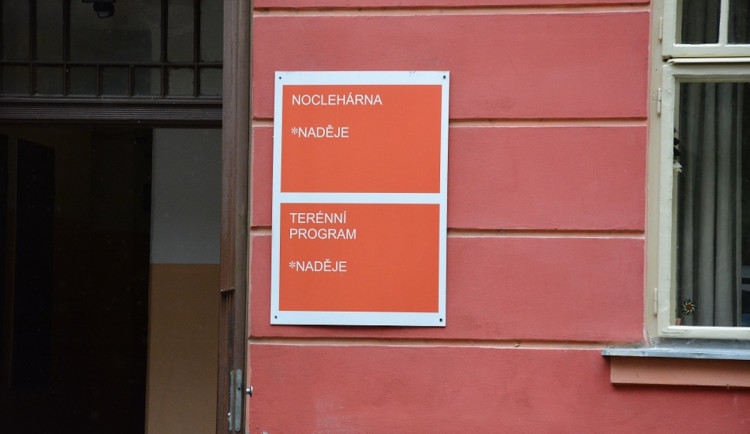 NOCLEHÁRNA
*NADĚJE
TERÉNNÍ
PROGRAM
*NADĚJE